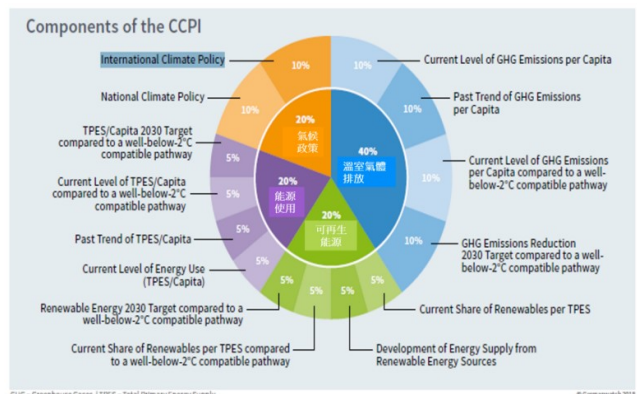 Components of the CCPI
International Climate Policy
10%
10%
Current Level of GHG Emissions per Capita
National Climate Policy
10%
10%
Past Trend of GHG Emissions
per Capita
20%
氣候
政策
40%
溫室氣體
排放
TPES/Capita 2030 Target
compared to a well-below-2°C
compatible pathway
5%
Current Level of GHG Emissions
per Capita compared to a well-
below-2°C compatible pathway
10%
Current Level of TPES/Capita
compared to a well-below-2°C
compatible pathway
5%
20%
能源
使用
20%
可再生
能源
Past Trend of TPES/Capita
5%
10%
GHG Emissions Reduction
2030 Target compared to a well-
below-2°C compatible pathway
Current Level of Energy Use
(TPES/Capita)
5%
Renewable Energy 2030 Target compared to a
well-below-2°C compatible pathway
5%
5%
5%
5%
Current Share of Renewables per TPES
Current Share of Renewables per TPES compared
to a well-below-2°C compatible pathway
Development of Energy Supply from
Renewable Energy Sources